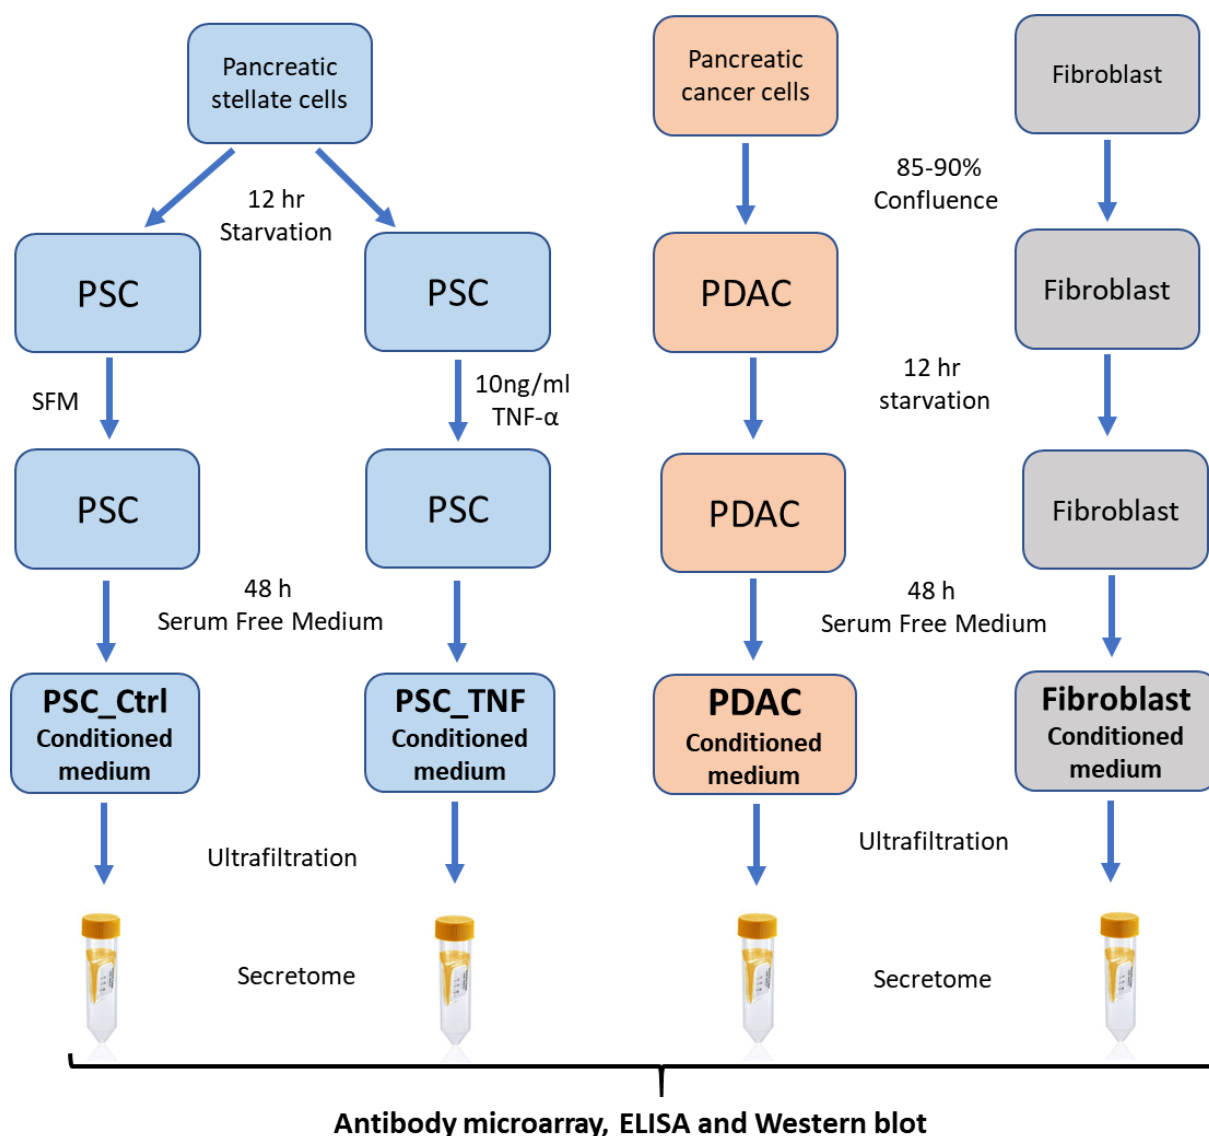 Pancreatic
stellate cells
Pancreatic
cancer cells
Fibroblast
12 hr
Starvation
85-90%
Confluence
PSC
PSC
PDAC
Fibroblast
SFM
10ng/ml
TNF-α
12 hr
starvation
PSC
PSC
PDAC
Fibroblast
48 h
Serum Free Medium
48 h
Serum Free Medium
PSC_Ctrl
Conditioned
medium
PSC_TNF
Conditioned
medium
PDAC
Conditioned
medium
Fibroblast
Conditioned
medium
Ultrafiltration
Ultrafiltration
Secretome
Secretome
Antibody microarray, ELISA and Western blot